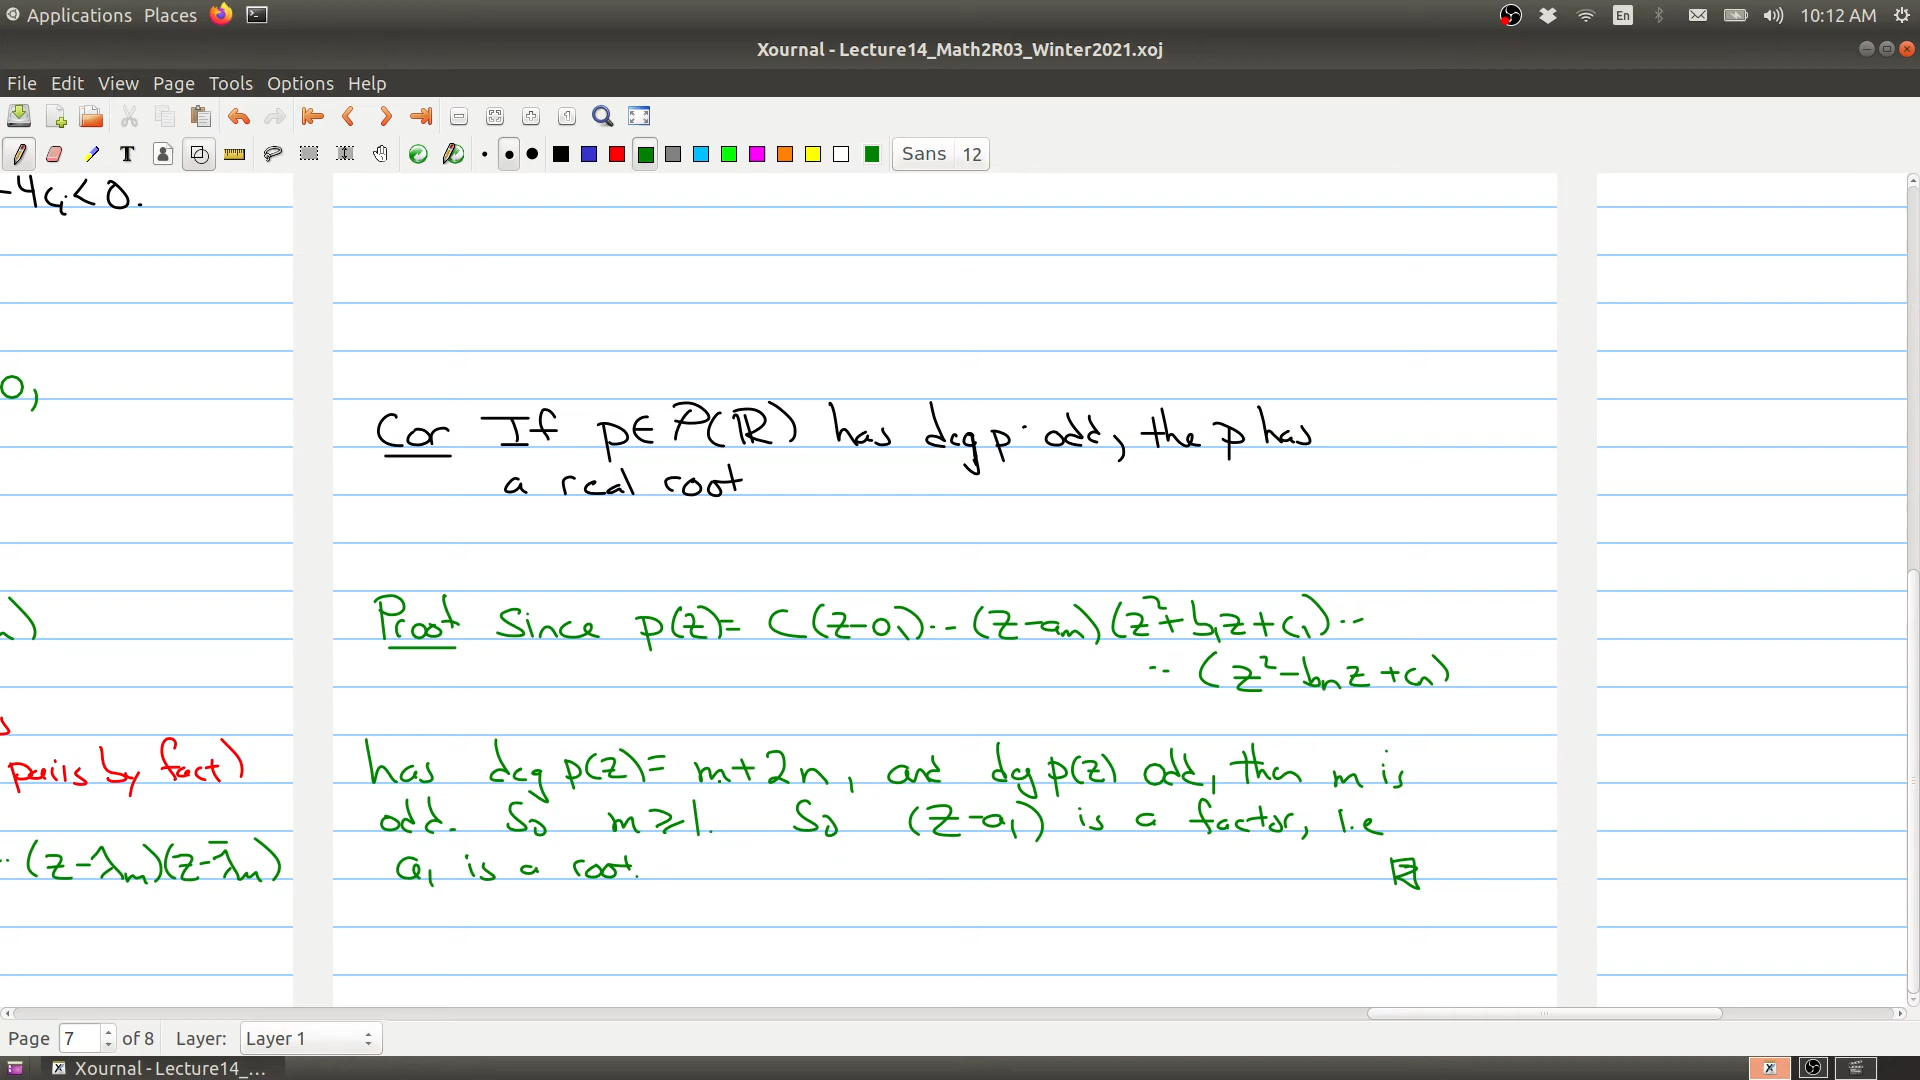 Applications Places En 10:12 AM
Xournal - Lecture14_Math2R03_Winter2021.xoj
File Edit View Page Tools Options Help
T Sans 12
-4c₁<0.
0,
Cor If p∈P(ℝ) has deg p odd, the p has
a real root
)
Proof Since p(z)= C(z-a₁)··(z-aₘ)(z²+b₁z+c₁)··
·· (z²-bₙz+cₙ)
pairs by fact)
has deg p(z)= m+2n, and deg p(z) odd, then m is
odd. So m≥1. So (z-a₁) is a factor, i.e
·· (z-λₘ)(z-λ̄ₘ)
a₁ is a root.
Page 7 of 8 Layer: Layer 1
Xournal - Lecture14_...